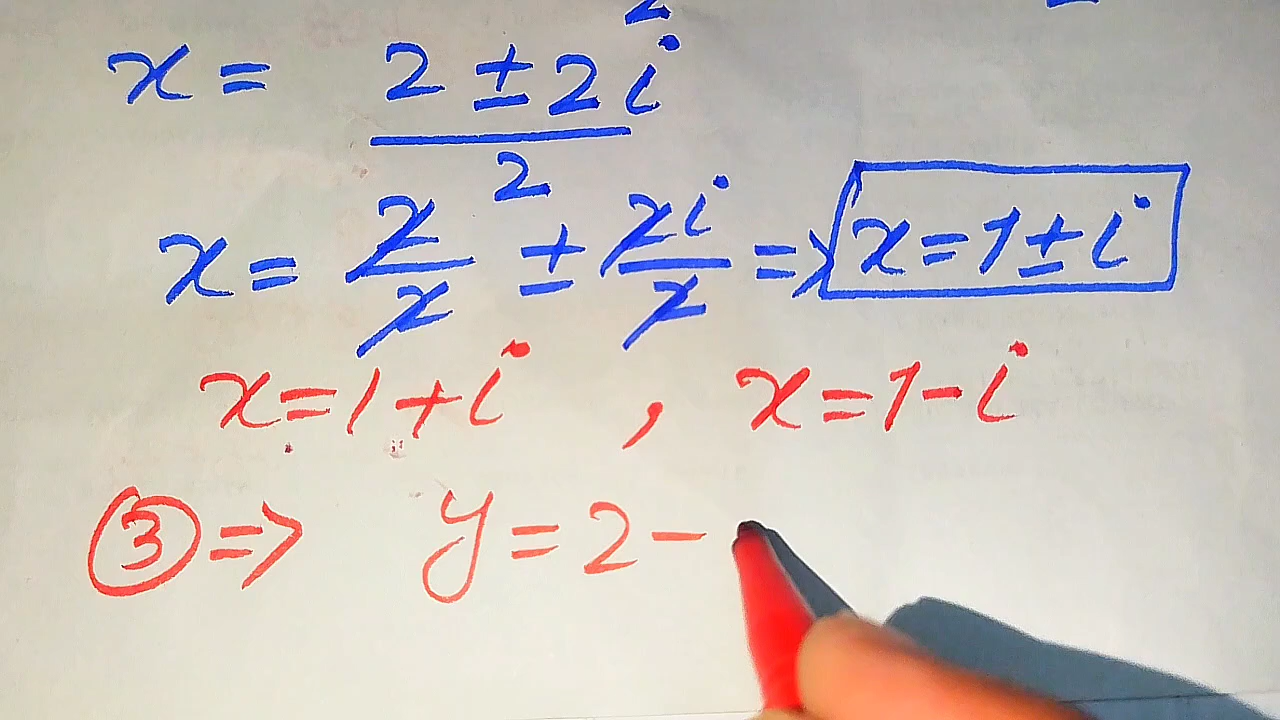 x = 2 ± 2i / 2
x = 2/2 ± 2i/2 => x = 1 ± i
x = 1 + i , x = 1 - i
③ => y = 2 -